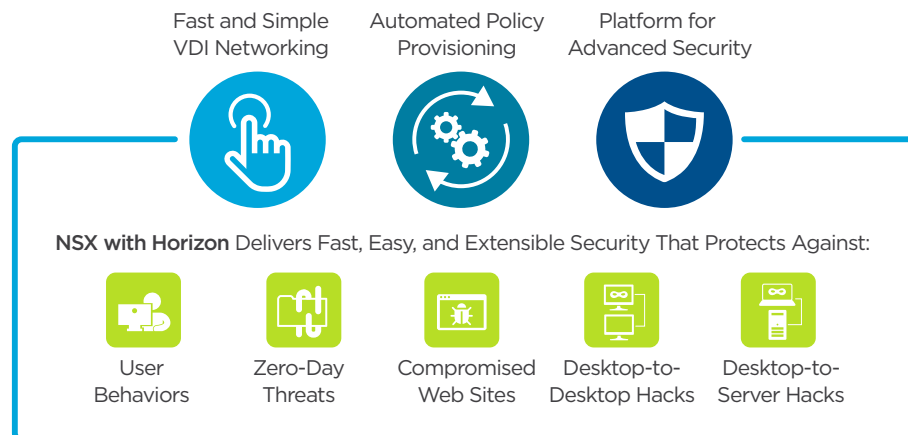 Fast and Simple
VDI Networking
Automated Policy
Provisioning
Platform for
Advanced Security
NSX with Horizon Delivers Fast, Easy, and Extensible Security That Protects Against:
User
Behaviors
Zero-Day
Threats
Compromised
Web Sites
Desktop-to-
Desktop Hacks
Desktop-to-
Server Hacks